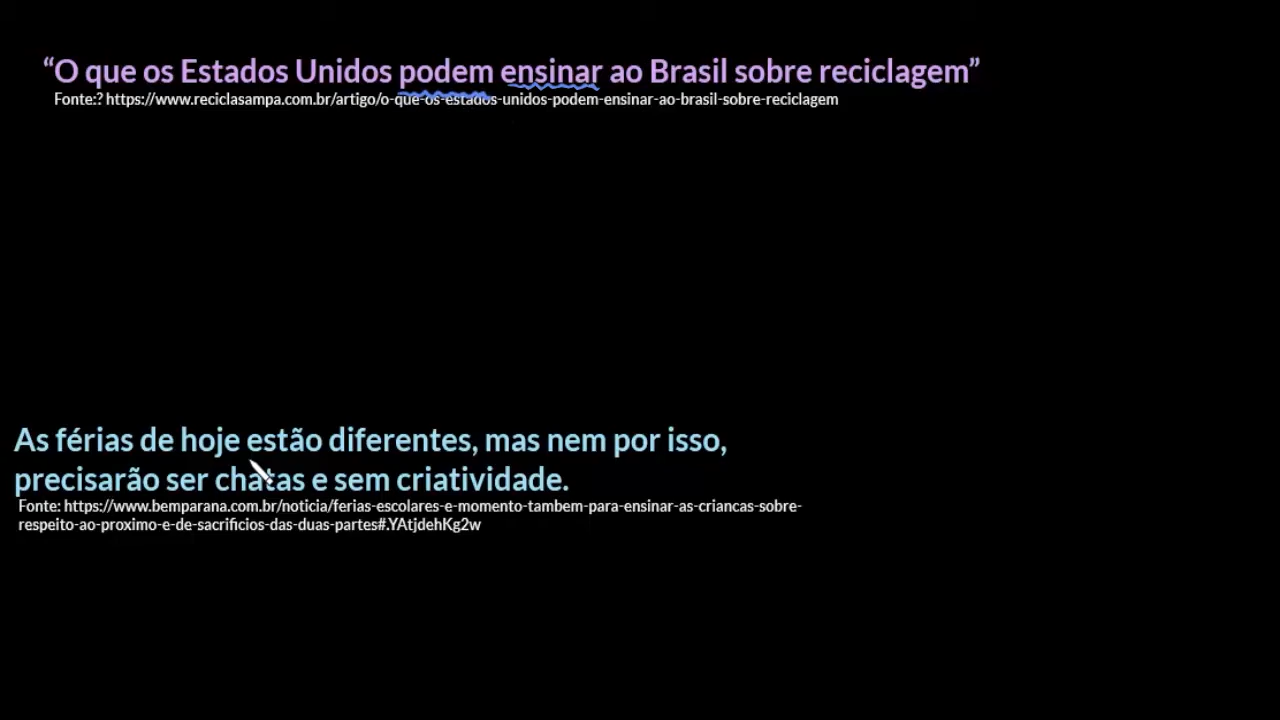 “O que os Estados Unidos podem ensinar ao Brasil sobre reciclagem”
Fonte:? https://www.reciclasampa.com.br/artigo/o-que-os-estados-unidos-podem-ensinar-ao-brasil-sobre-reciclagem
As férias de hoje estão diferentes, mas nem por isso,
precisarão ser chatas e sem criatividade.
Fonte: https://www.bemparana.com.br/noticia/ferias-escolares-e-momento-tambem-para-ensinar-as-criancas-sobre-
respeito-ao-proximo-e-de-sacrificios-das-duas-partes#.YAtjdehKg2w